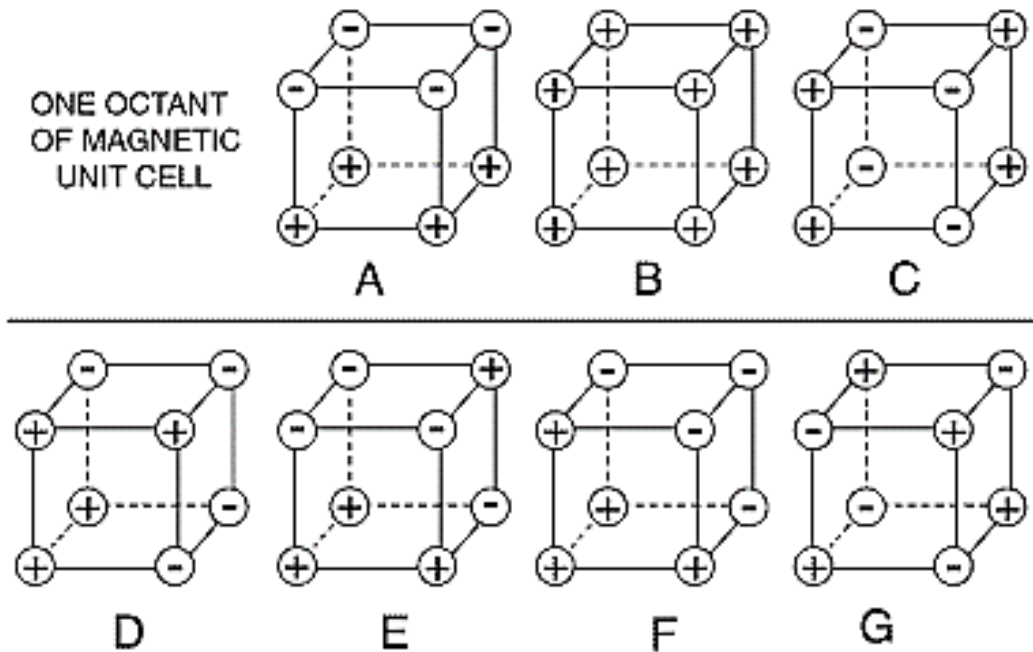 ONE OCTANT
OF MAGNETIC
UNIT CELL
- -
- -
+ +
+ +
A
+ +
+ +
+ +
+ +
B
- +
+ -
- +
+ -
C
- -
+ +
+ -
+ -
D
- +
- -
+ -
+ +
E
- -
+ -
+ -
+ +
F
+ -
- +
- +
+ -
G